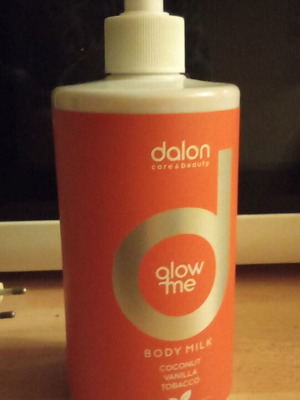 dalon
care & beauty
glow
me
BODY MILK
COCONUT
VANILLA
TOBACCO